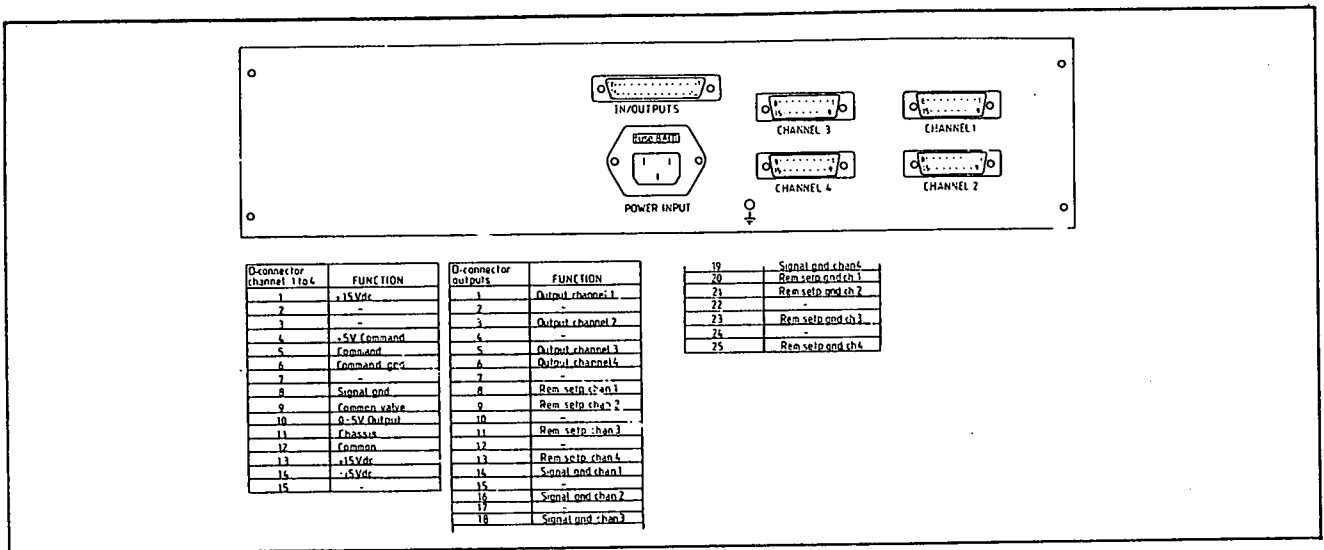 IN/OUTPUTS
CHANNEL 3
CHANNEL 1
POWER INPUT
CHANNEL 4
CHANNEL 2
D-connector channel 1 to 4 FUNCTION
1 +15Vdc
2 -
3 -
4 +5V Command
5 Command
6 Command gnd
7 -
8 Signal gnd
9 Common valve
10 0-5V Output
11 Chassis
12 Common
13 +15Vdc
14 -15Vdc
15 -
D-connector outputs FUNCTION
1 Output channel 1
2 -
3 Output channel 2
4 -
5 Output channel 3
6 Output channel 4
7 -
8 Rem setp chan 1
9 Rem setp chan 2
10 -
11 Rem setp chan 3
12 -
13 Rem setp chan 4
14 Signal gnd chan 1
15 -
16 Signal gnd chan 2
17 -
18 Signal gnd chan 3
19 Signal gnd chan 4
20 Rem setp gnd ch 1
21 Rem setp gnd ch 2
22 -
23 Rem setp gnd ch 3
24 -
25 Rem setp gnd ch 4